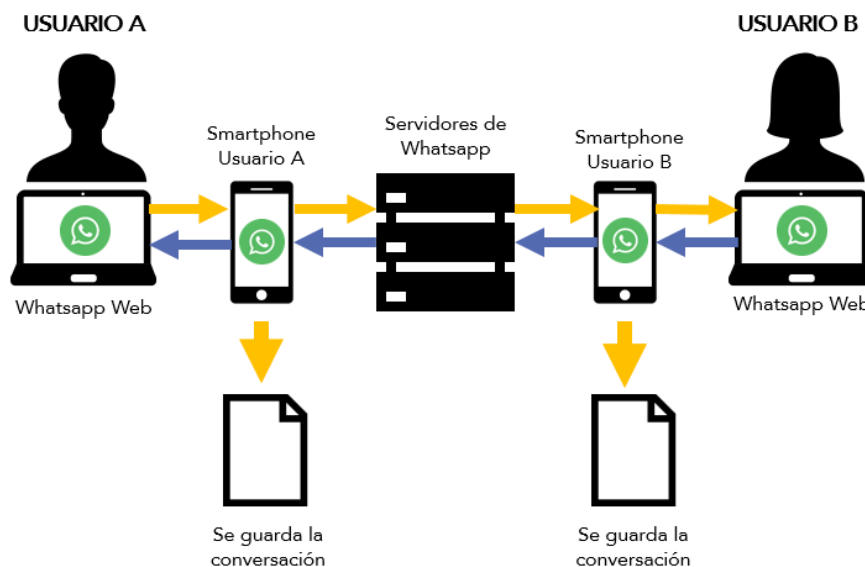 USUARIO A
USUARIO B
Smartphone
Usuario A
Servidores de
Whatsapp
Smartphone
Usuario B
Whatsapp Web
Whatsapp Web
Se guarda la
conversación
Se guarda la
conversación